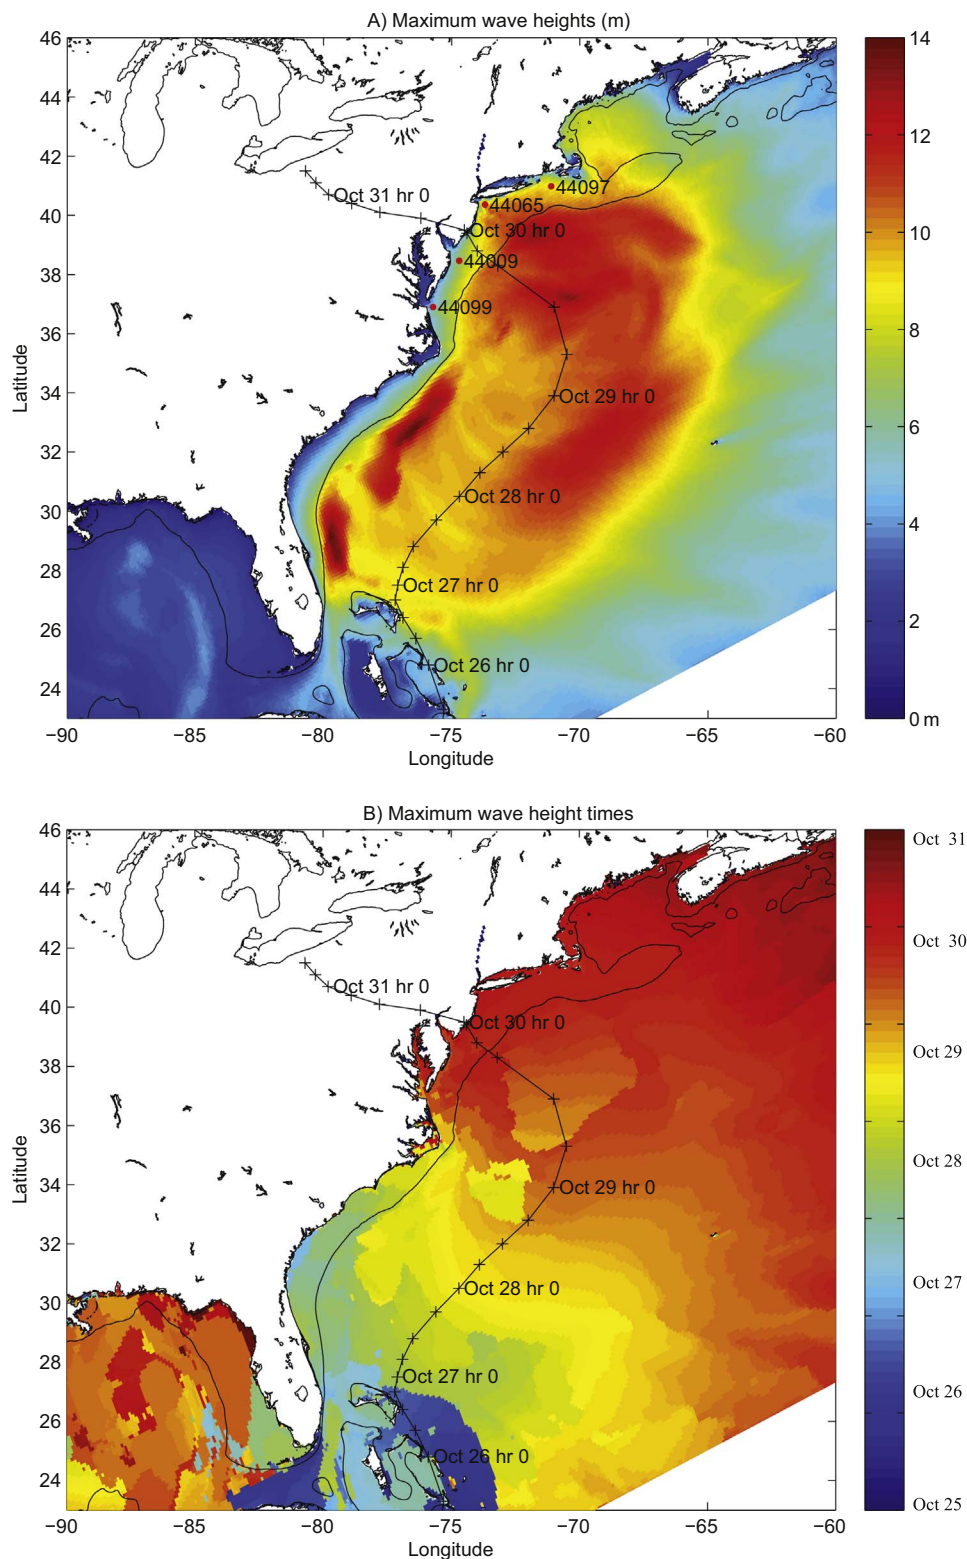 A) Maximum wave heights (m)
46
44
42
40
38
36
34
32
30
28
26
24
Latitude
−90
−85
−80
−75
−70
−65
−60
Longitude
44097
Oct 31 hr 0
44065
Oct 30 hr 0
44009
44099
Oct 29 hr 0
Oct 28 hr 0
Oct 27 hr 0
Oct 26 hr 0
14
12
10
8
6
4
2
0 m
B) Maximum wave height times
46
44
42
40
38
36
34
32
30
28
26
24
Latitude
−90
−85
−80
−75
−70
−65
−60
Longitude
Oct 31 hr 0
Oct 30 hr 0
Oct 29 hr 0
Oct 28 hr 0
Oct 27 hr 0
Oct 26 hr 0
Oct 31
Oct 30
Oct 29
Oct 28
Oct 27
Oct 26
Oct 25